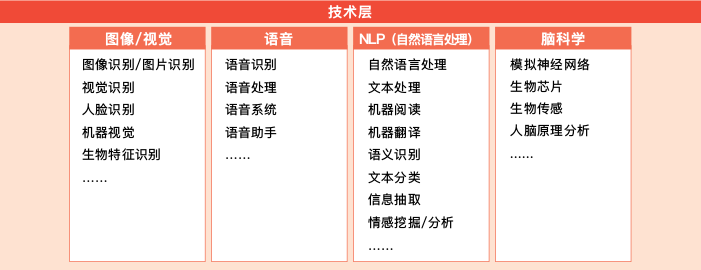 技术层
图像/视觉
图像识别/图片识别
视觉识别
人脸识别
机器视觉
生物特征识别
……
语音
语音识别
语音处理
语音系统
语音助手
……
NLP（自然语言处理）
自然语言处理
文本处理
机器阅读
机器翻译
语义识别
文本分类
信息抽取
情感挖掘/分析
……
脑科学
模拟神经网络
生物芯片
生物传感
人脑原理分析
……